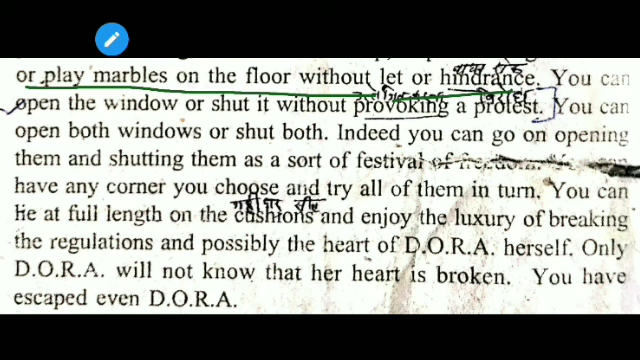 or play marbles on the floor without let or hindrance. You can
open the window or shut it without provoking a protest. You can
open both windows or shut both. Indeed you can go on opening
them and shutting them as a sort of festival of freedom.
have any corner you choose and try all of them in turn. You can
lie at full length on the cushions and enjoy the luxury of breaking
the regulations and possibly the heart of D.O.R.A. herself. Only
D.O.R.A. will not know that her heart is broken. You have
escaped even D.O.R.A.